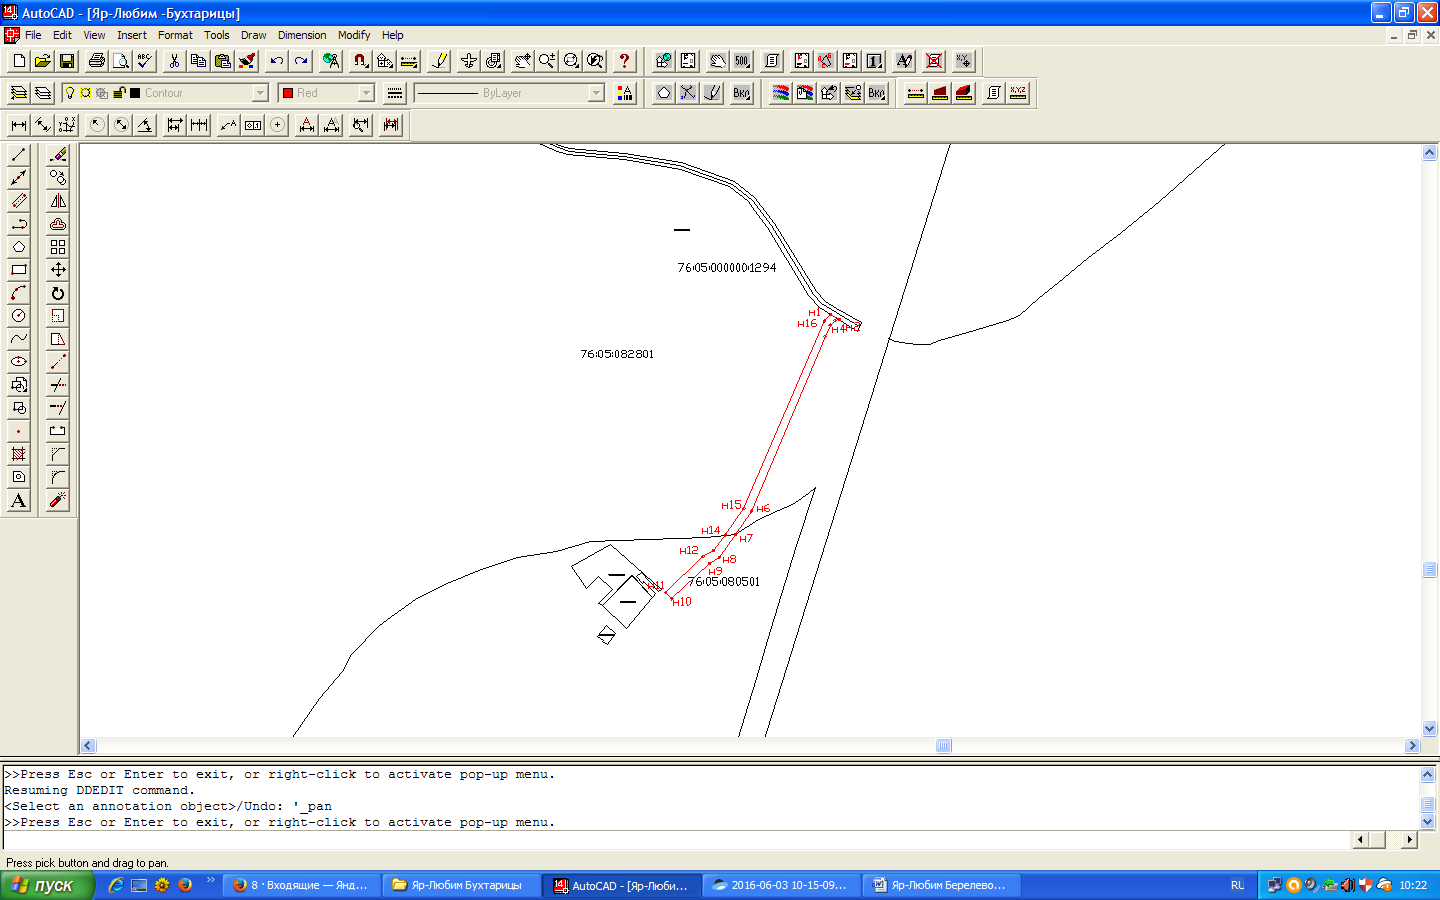 AutoCAD - [Яр-Любим -Бухтарицы]
File Edit View Insert Format Tools Draw Dimension Modify Help
Contour Red ByLayer
76:05:000000:1294
н1
н16
н4
76:05:082801
н15
н6
н14
н7
н12
н8
н9
76:05:080501
н11
н10
>>Press Esc or Enter to exit, or right-click to activate pop-up menu.
Resuming DDEDIT command.
<Select an annotation object>/Undo: '_pan
>>Press Esc or Enter to exit, or right-click to activate pop-up menu.
Press pick button and drag to pan.
пуск
8 · Входящие — Янд...
Яр-Любим Бухтарицы
AutoCAD - [Яр-Люби...
2016-06-03 10-15-09...
Яр-Любим Берелево...
RU
10:22